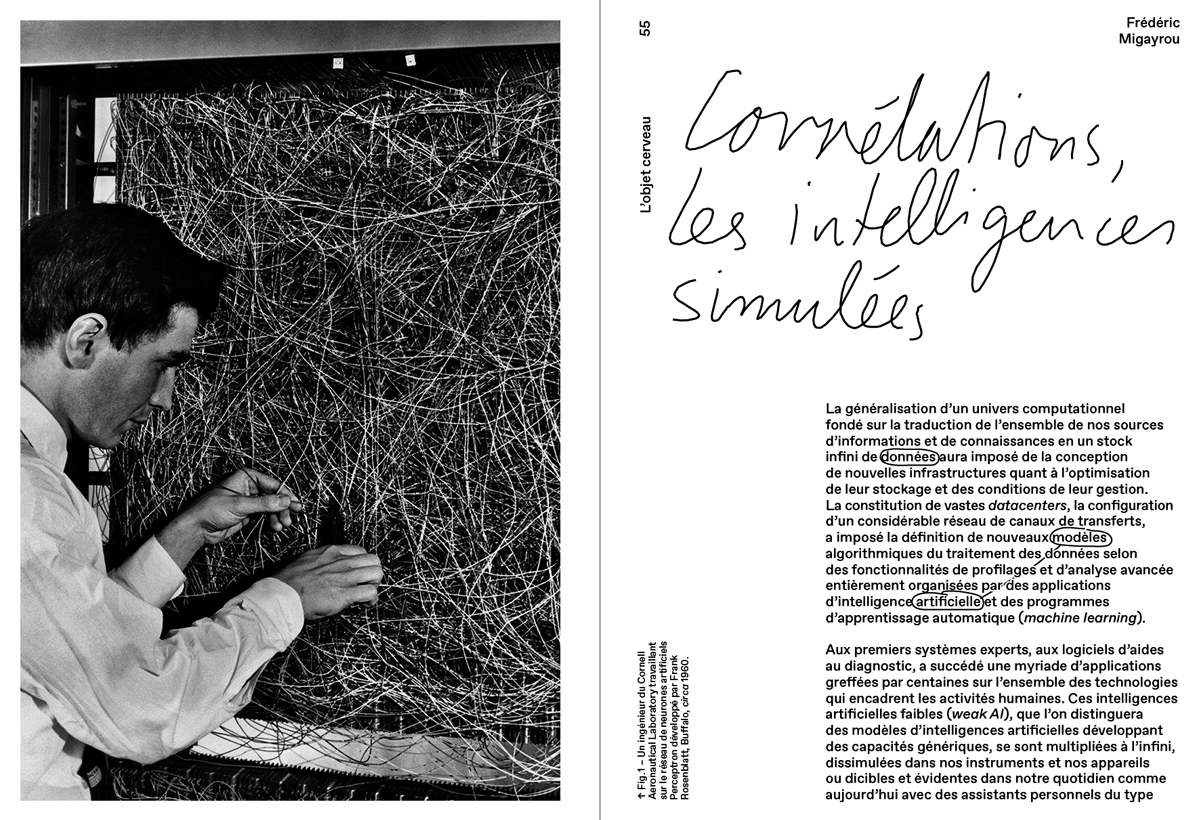 55
Frédéric
Migayrou
L'objet cerveau
Corrélations,
les intelligences
simulées
La généralisation d'un univers computationnel
fondé sur la traduction de l'ensemble de nos sources
d'informations et de connaissances en un stock
infini de données aura imposé de la conception
de nouvelles infrastructures quant à l'optimisation
de leur stockage et des conditions de leur gestion.
La constitution de vastes datacenters, la configuration
d'un considérable réseau de canaux de transferts,
a imposé la définition de nouveaux modèles
algorithmiques du traitement des données selon
des fonctionnalités de profilages et d'analyse avancée
entièrement organisées par des applications
d'intelligence artificielle et des programmes
d'apprentissage automatique (machine learning).
Aux premiers systèmes experts, aux logiciels d'aides
au diagnostic, a succédé une myriade d'applications
greffées par centaines sur l'ensemble des technologies
qui encadrent les activités humaines. Ces intelligences
artificielles faibles (weak AI), que l'on distinguera
des modèles d'intelligences artificielles développant
des capacités génériques, se sont multipliées à l'infini,
dissimulées dans nos instruments et nos appareils
ou dicibles et évidentes dans notre quotidien comme
aujourd'hui avec des assistants personnels du type
↑ Fig.1 – Un ingénieur du Cornell
Aeronautical Laboratory travaillant
sur le réseau de neurones artificiels
Perceptron développé par Frank
Rosenblatt, Buffalo, circa 1960.